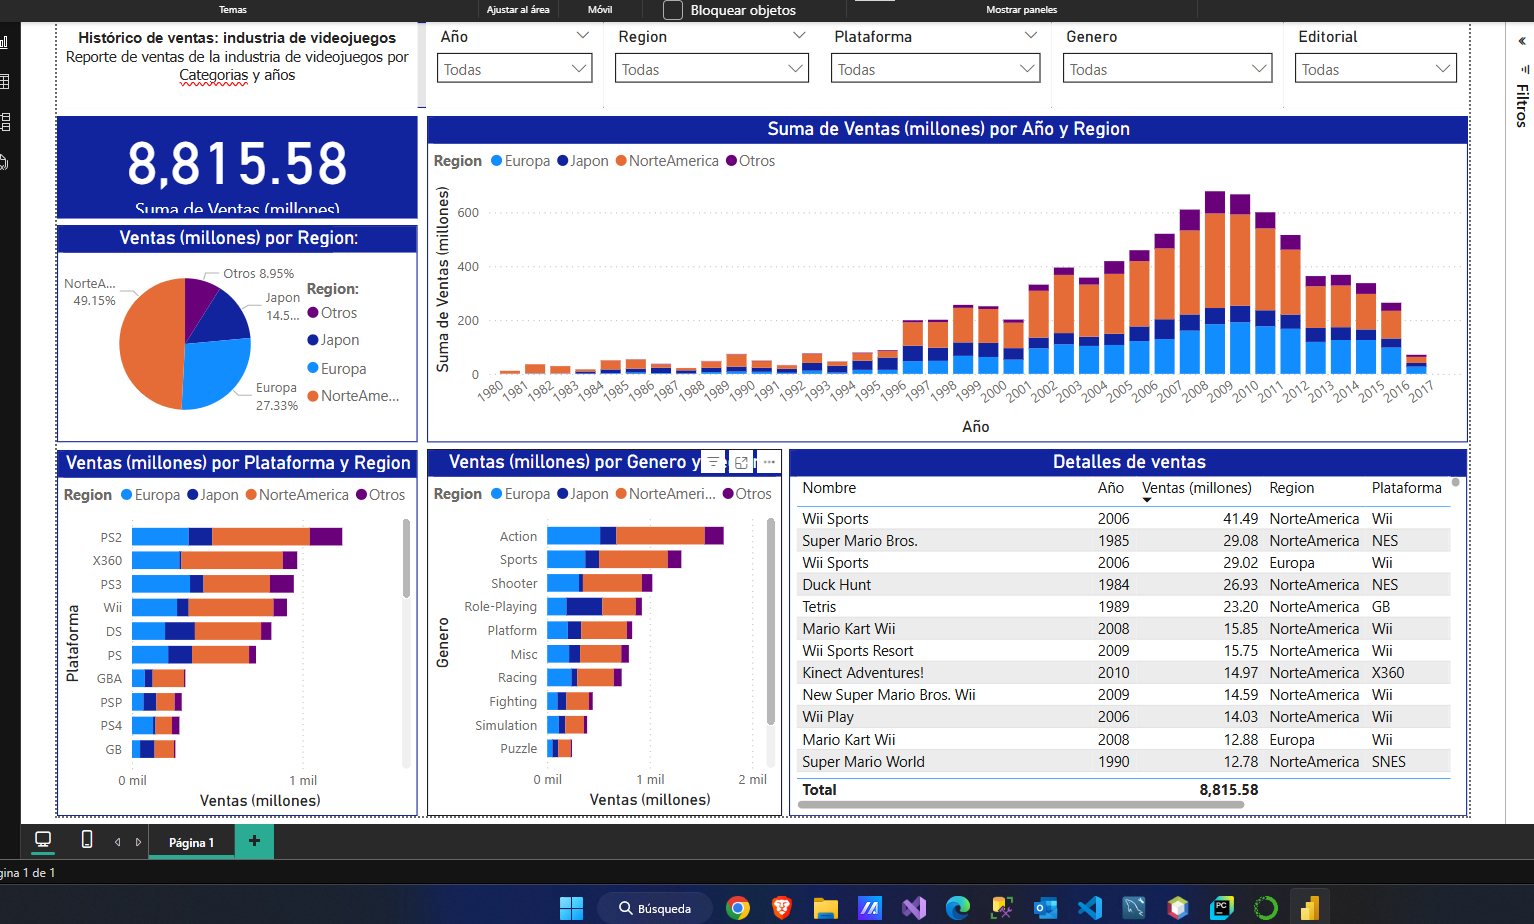 Temas
Ajustar al área
Móvil
Bloquear objetos
Mostrar paneles
Histórico de ventas: industria de videojuegos
Reporte de ventas de la industria de videojuegos por
Categorias y años
Año
Todas
Region
Todas
Plataforma
Todas
Genero
Todas
Editorial
Todas
«
Filtros
8,815.58
Suma de Ventas (millones)
Ventas (millones) por Region:
NorteA...
49.15%
Otros 8.95%
Japon
14.5...
Europa
27.33%
Region:
Otros
Japon
Europa
NorteAme...
Suma de Ventas (millones) por Año y Region
Region Europa Japon NorteAmerica Otros
Suma de Ventas (millones)
600
400
200
0
1980 1981 1982 1983 1984 1985 1986 1987 1988 1989 1990 1991 1992 1993 1994 1995 1996 1997 1998 1999 2000 2001 2002 2003 2004 2005 2006 2007 2008 2009 2010 2011 2012 2013 2014 2015 2016 2017
Año
Ventas (millones) por Plataforma y Region
Region Europa Japon NorteAmerica Otros
Plataforma
PS2
X360
PS3
Wii
DS
PS
GBA
PSP
PS4
GB
0 mil 1 mil
Ventas (millones)
Ventas (millones) por Genero y
Region Europa Japon NorteAmeri... Otros
Genero
Action
Sports
Shooter
Role-Playing
Platform
Misc
Racing
Fighting
Simulation
Puzzle
0 mil 1 mil 2 mil
Ventas (millones)
Detalles de ventas
Nombre Año Ventas (millones) Region Plataforma
Wii Sports 2006 41.49 NorteAmerica Wii
Super Mario Bros. 1985 29.08 NorteAmerica NES
Wii Sports 2006 29.02 Europa Wii
Duck Hunt 1984 26.93 NorteAmerica NES
Tetris 1989 23.20 NorteAmerica GB
Mario Kart Wii 2008 15.85 NorteAmerica Wii
Wii Sports Resort 2009 15.75 NorteAmerica Wii
Kinect Adventures! 2010 14.97 NorteAmerica X360
New Super Mario Bros. Wii 2009 14.59 NorteAmerica Wii
Wii Play 2006 14.03 NorteAmerica Wii
Mario Kart Wii 2008 12.88 Europa Wii
Super Mario World 1990 12.78 NorteAmerica SNES
Total 8,815.58
Página 1
+
gina 1 de 1
Búsqueda
PC